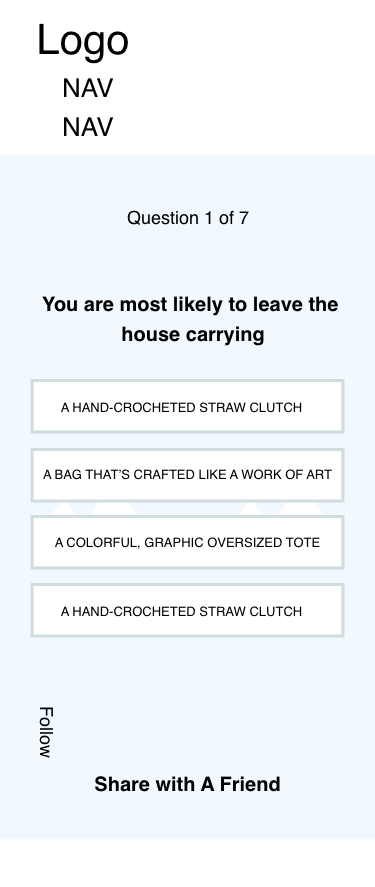 Logo
NAV
NAV
Question 1 of 7
You are most likely to leave the
house carrying
A HAND-CROCHETED STRAW CLUTCH
A BAG THAT'S CRAFTED LIKE A WORK OF ART
A COLORFUL, GRAPHIC OVERSIZED TOTE
A HAND-CROCHETED STRAW CLUTCH
Follow
Share with A Friend